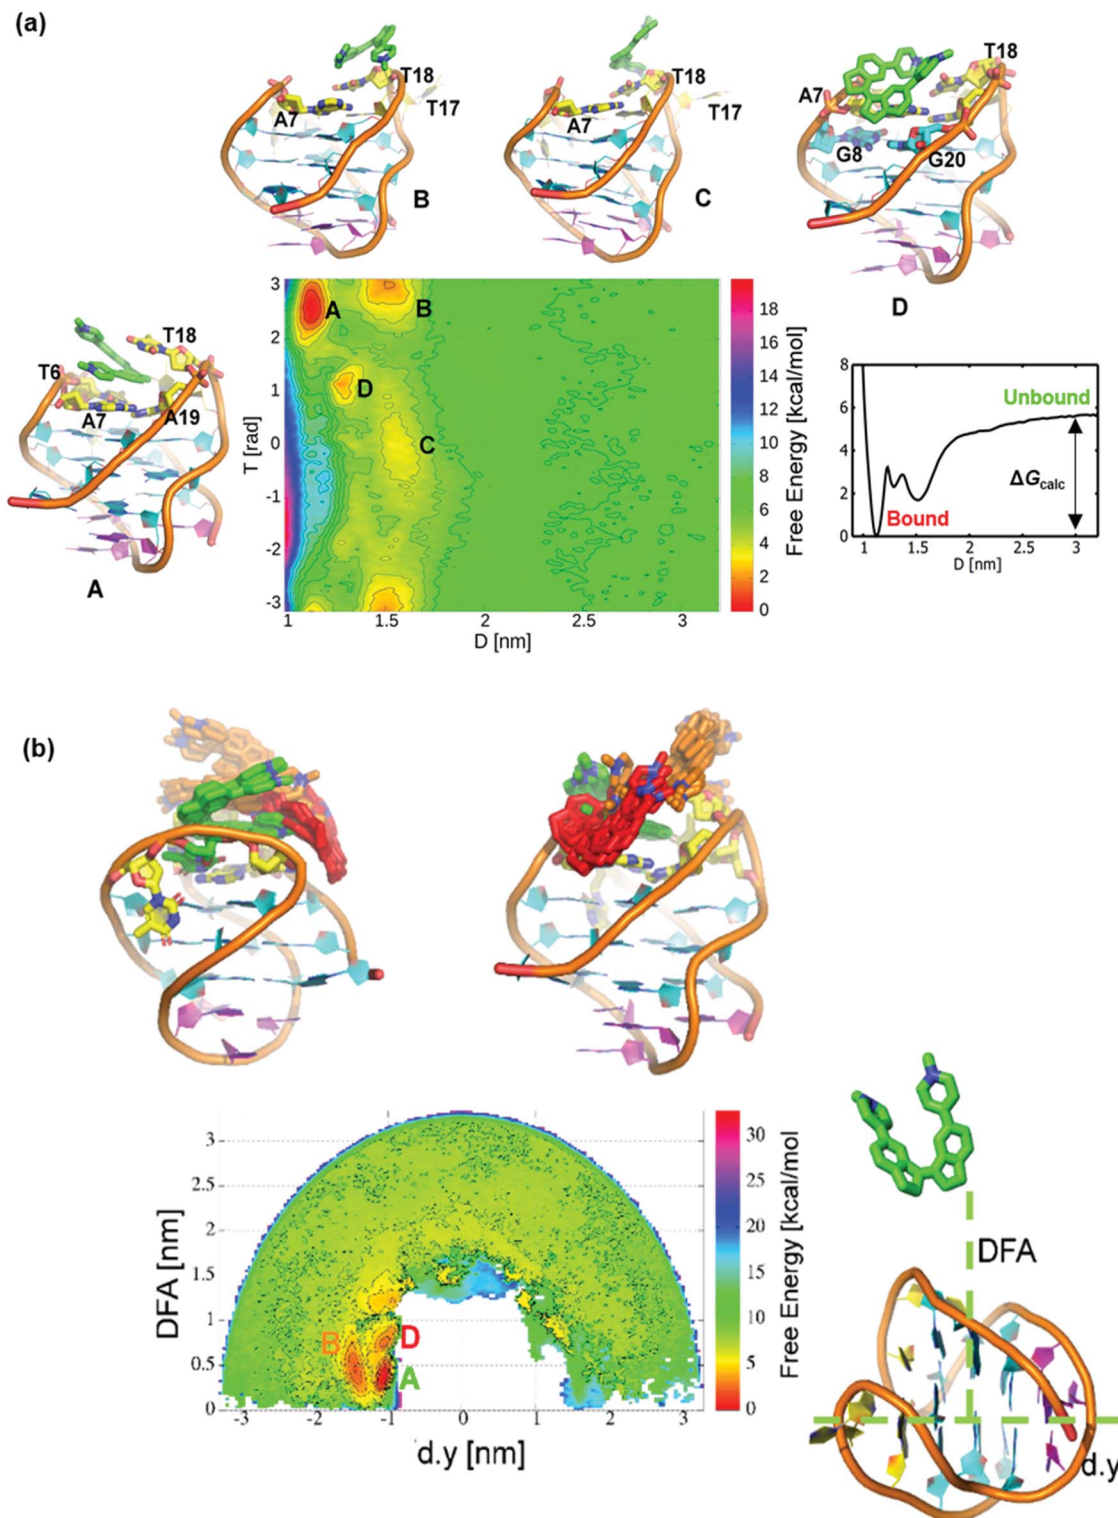 (a)
T18
A7
T17
B
T18
A7
T17
C
T18
A7
G8
G20
D
T18
T6
A7
A19
A
T [rad]
3
2
1
0
-1
-2
-3
A
B
D
C
1
1.5
2
2.5
3
D [nm]
Free Energy [kcal/mol]
18
16
14
12
10
8
6
4
2
0
8
6
4
2
0
Unbound
ΔGcalc
Bound
1
1.5
2
2.5
3
D [nm]
(b)
DFA [nm]
3
2.5
2
1.5
1
0.5
0
B
D
A
-3
-2
-1
0
1
2
3
d.y [nm]
Free Energy [kcal/mol]
30
25
20
15
10
5
0
DFA
d.y